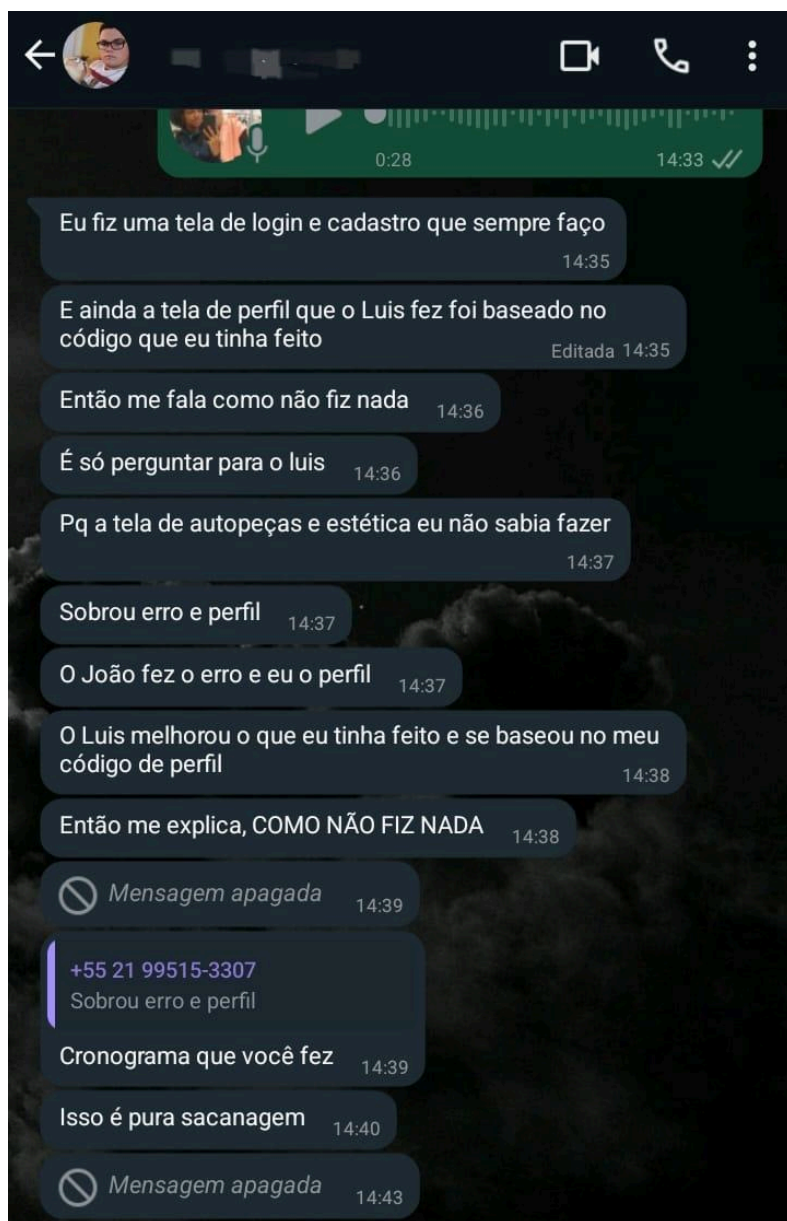 0:28 14:33
Eu fiz uma tela de login e cadastro que sempre faço
14:35
E ainda a tela de perfil que o Luis fez foi baseado no
código que eu tinha feito
Editada 14:35
Então me fala como não fiz nada 14:36
É só perguntar para o luis 14:36
Pq a tela de autopeças e estética eu não sabia fazer
14:37
Sobrou erro e perfil 14:37
O João fez o erro e eu o perfil 14:37
O Luis melhorou o que eu tinha feito e se baseou no meu
código de perfil
14:38
Então me explica, COMO NÃO FIZ NADA 14:38
Mensagem apagada 14:39
+55 21 99515-3307
Sobrou erro e perfil
Cronograma que você fez 14:39
Isso é pura sacanagem 14:40
Mensagem apagada 14:43